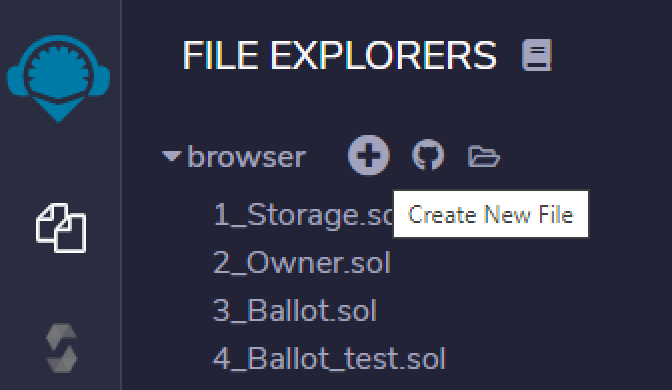 FILE EXPLORERS
browser
1_Storage.so
Create New File
2_Owner.sol
3_Ballot.sol
4_Ballot_test.sol